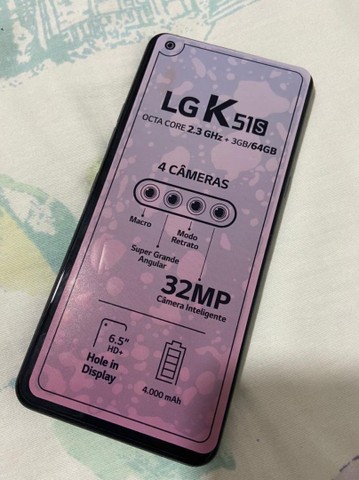 LG K51S
OCTA CORE 2.3 GHz + 3GB/64GB
4 CÂMERAS
Macro
Modo
Retrato
Super Grande
Angular
32MP
Câmera Inteligente
6.5"
HD+
Hole in
Display
4.000 mAh